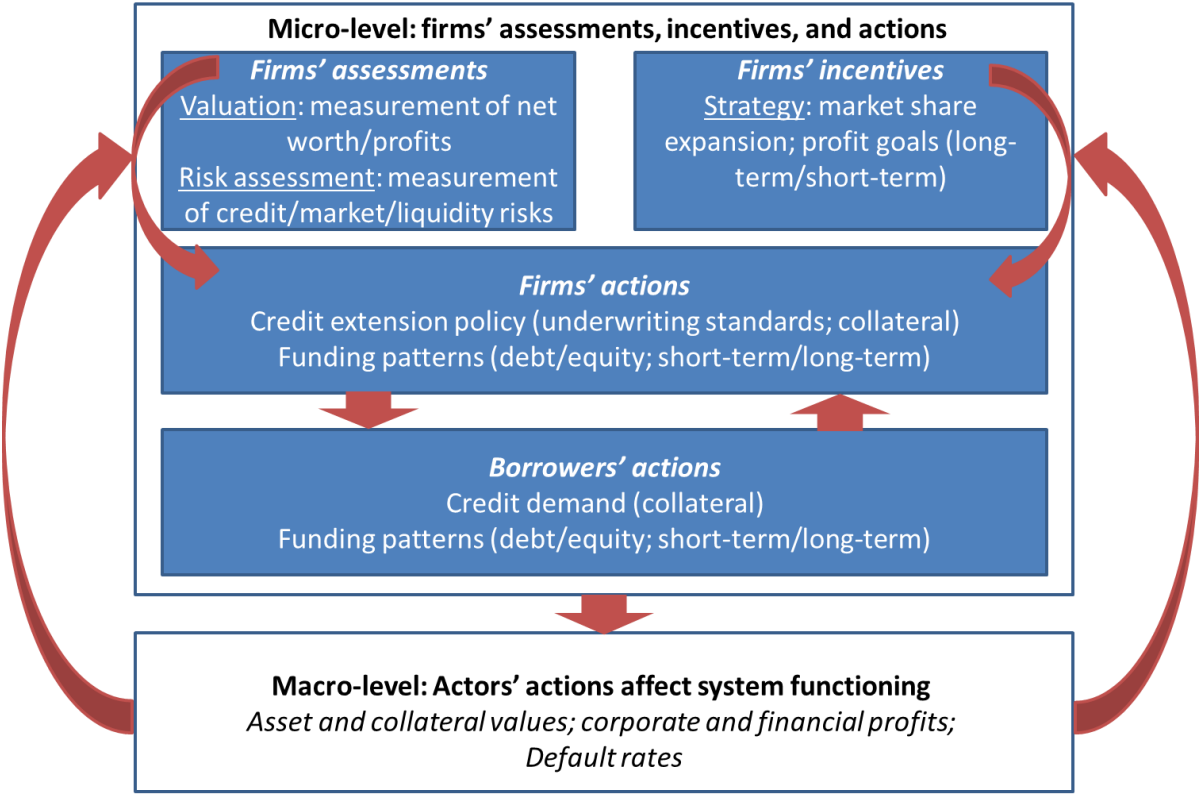 Micro-level: firms’ assessments, incentives, and actions
Firms’ assessments
Valuation: measurement of net
worth/profits
Risk assessment: measurement
of credit/market/liquidity risks
Firms’ incentives
Strategy: market share
expansion; profit goals (long-
term/short-term)
Firms’ actions
Credit extension policy (underwriting standards; collateral)
Funding patterns (debt/equity; short-term/long-term)
Borrowers’ actions
Credit demand (collateral)
Funding patterns (debt/equity; short-term/long-term)
Macro-level: Actors’ actions affect system functioning
Asset and collateral values; corporate and financial profits;
Default rates